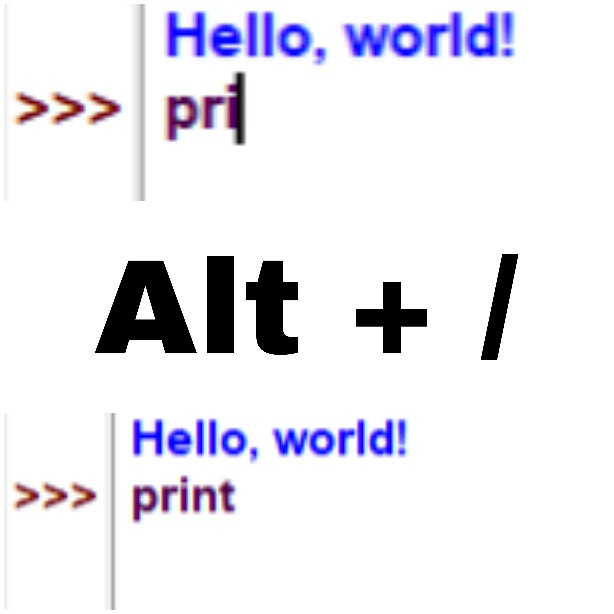 Hello, world!
>>> pri
Alt + /
Hello, world!
>>> print